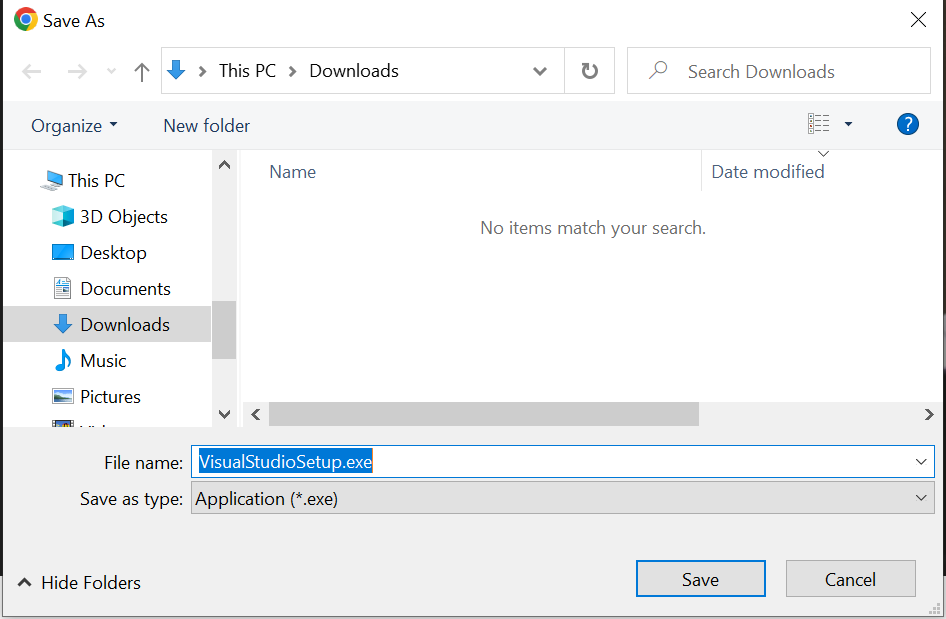 Save As
This PC > Downloads
Search Downloads
Organize
New folder
?
This PC
3D Objects
Desktop
Documents
Downloads
Music
Pictures
Name
Date modified
No items match your search.
File name: VisualStudioSetup.exe
Save as type: Application (*.exe)
Hide Folders
Save
Cancel